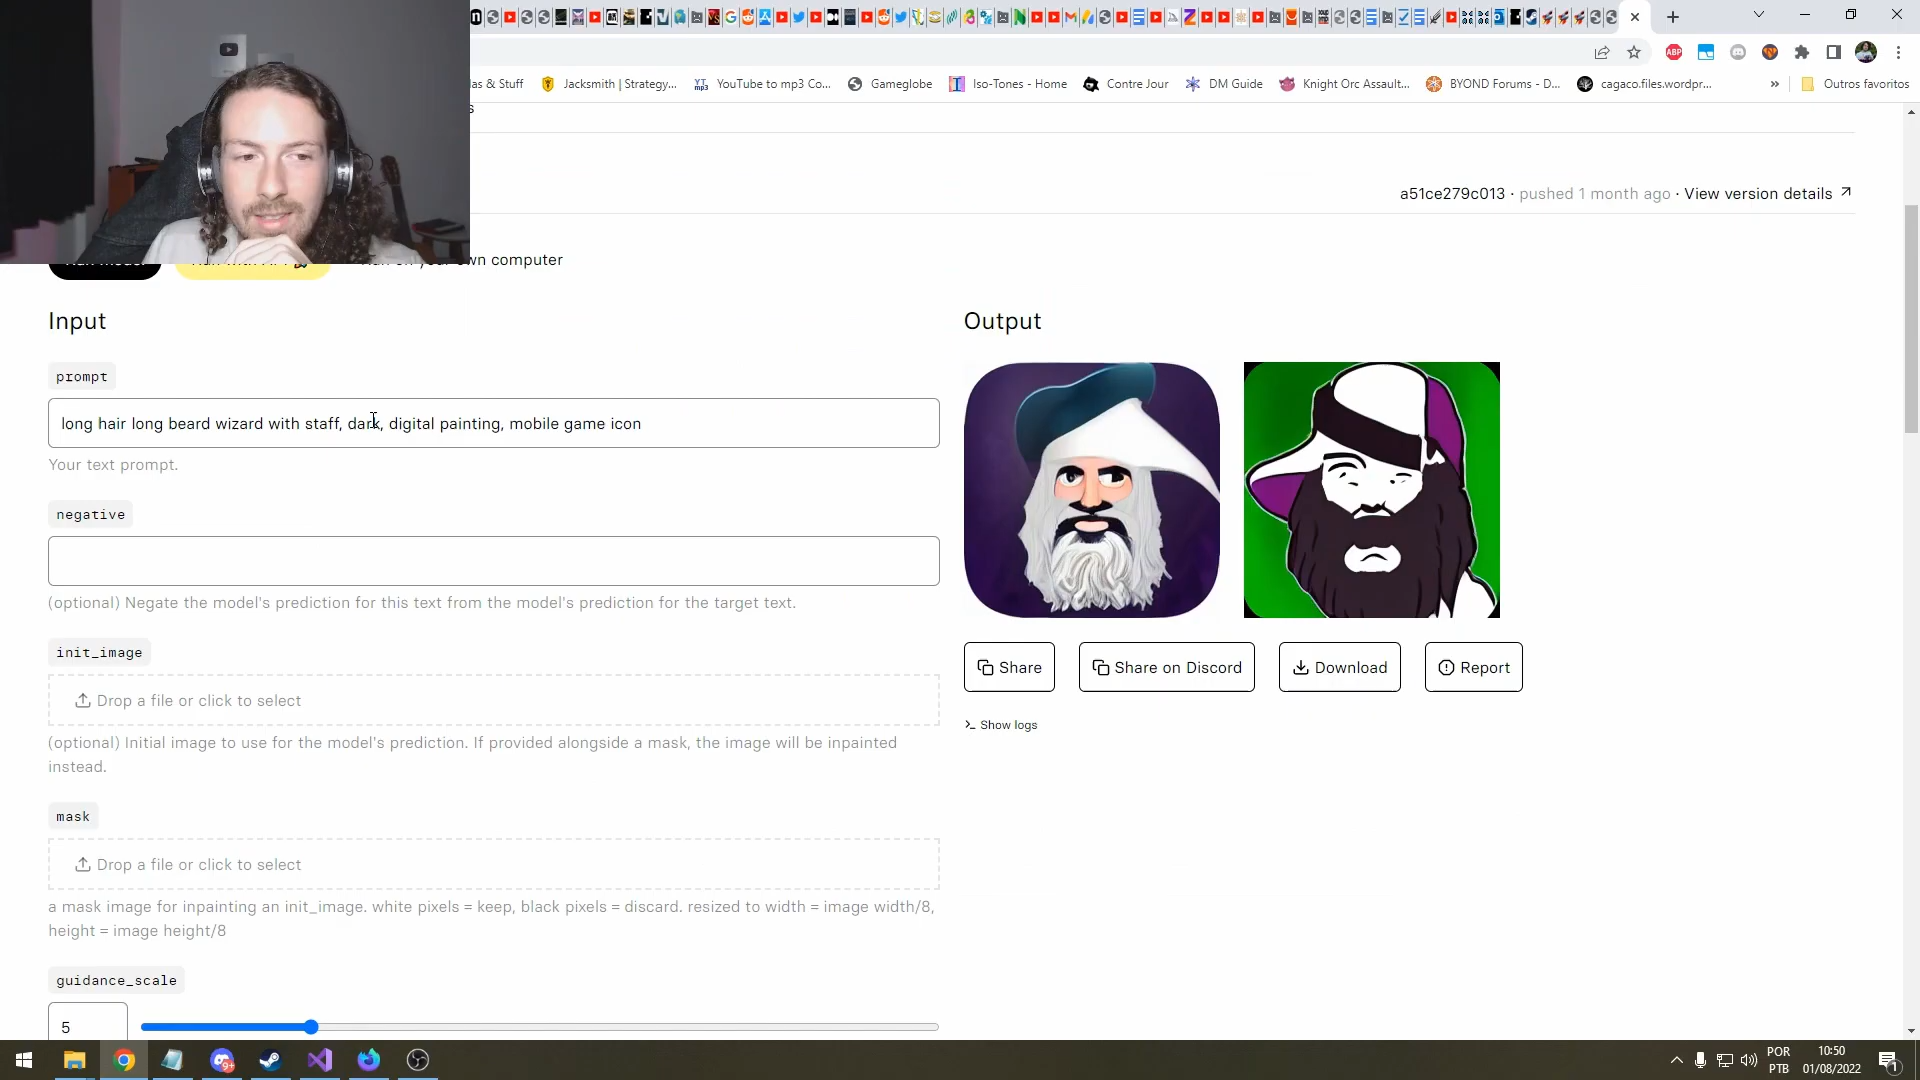 las & Stuff
Jacksmith | Strategy...
YouTube to mp3 Co...
Gameglobe
Iso-Tones - Home
Contre Jour
DM Guide
Knight Orc Assault...
BYOND Forums - D...
cagaco.files.wordpr...
»
Outros favoritos
a51ce279c013 · pushed 1 month ago · View version details
own computer
Input
Output
prompt
long hair long beard wizard with staff, dark, digital painting, mobile game icon
Your text prompt.
negative
(optional) Negate the model's prediction for this text from the model's prediction for the target text.
init_image
Drop a file or click to select
(optional) Initial image to use for the model's prediction. If provided alongside a mask, the image will be inpainted
instead.
mask
Drop a file or click to select
a mask image for inpainting an init_image. white pixels = keep, black pixels = discard. resized to width = image width/8,
height = image height/8
guidance_scale
5
Share
Share on Discord
Download
Report
>_ Show logs
POR
PTB
10:50
01/08/2022